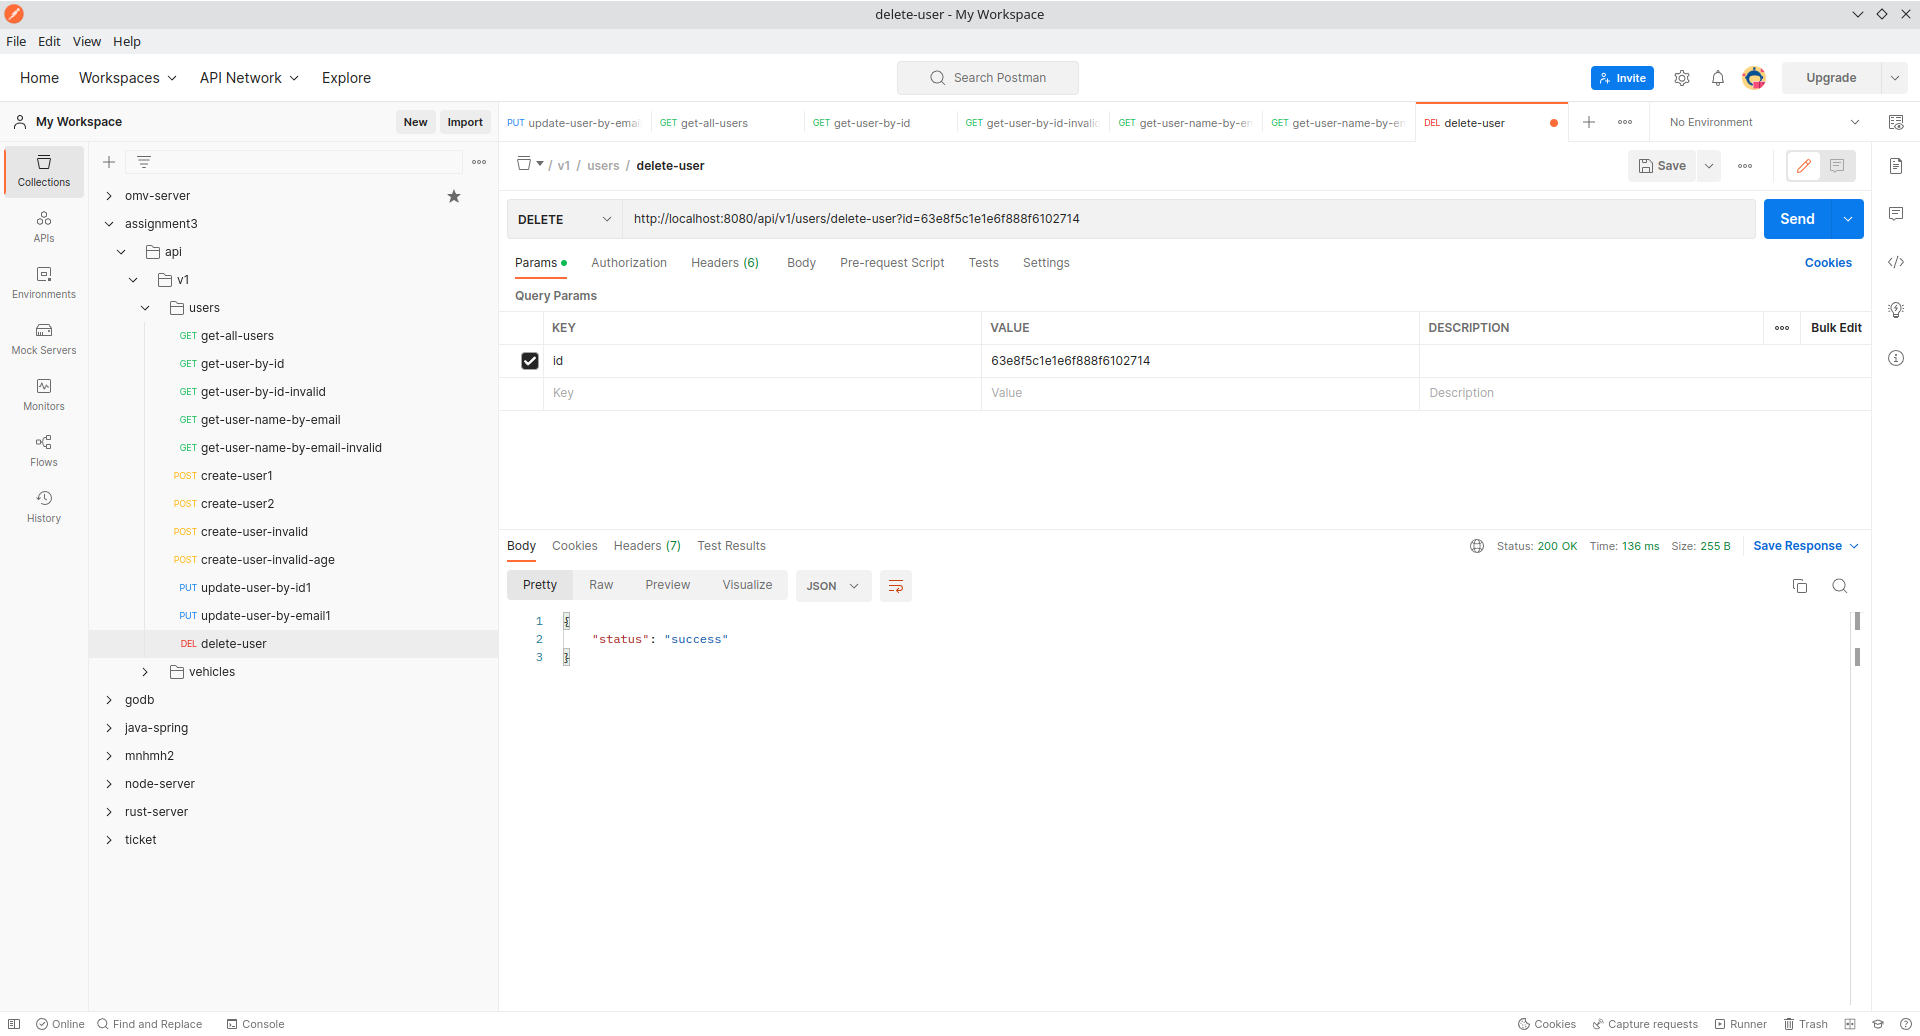 delete-user - My Workspace
File Edit View Help
Home Workspaces API Network Explore Search Postman Invite Upgrade
My Workspace New Import
PUT update-user-by-emai GET get-all-users GET get-user-by-id GET get-user-by-id-invalid GET get-user-name-by-em GET get-user-name-by-em DEL delete-user No Environment
/ v1 / users / delete-user Save
DELETE http://localhost:8080/api/v1/users/delete-user?id=63e8f5c1e1e6f888f6102714 Send
Params Authorization Headers (6) Body Pre-request Script Tests Settings Cookies
Query Params
KEY VALUE DESCRIPTION Bulk Edit
id 63e8f5c1e1e6f888f6102714
Key Value Description
Collections
APIs
Environments
Mock Servers
Monitors
Flows
History
omv-server
assignment3
api
v1
users
GET get-all-users
GET get-user-by-id
GET get-user-by-id-invalid
GET get-user-name-by-email
GET get-user-name-by-email-invalid
POST create-user1
POST create-user2
POST create-user-invalid
POST create-user-invalid-age
PUT update-user-by-id1
PUT update-user-by-email1
DEL delete-user
vehicles
godb
java-spring
mnhmh2
node-server
rust-server
ticket
Body Cookies Headers (7) Test Results Status: 200 OK Time: 136 ms Size: 255 B Save Response
Pretty Raw Preview Visualize JSON
1 {
2 "status": "success"
3 }
Online Find and Replace Console Cookies Capture requests Runner Trash